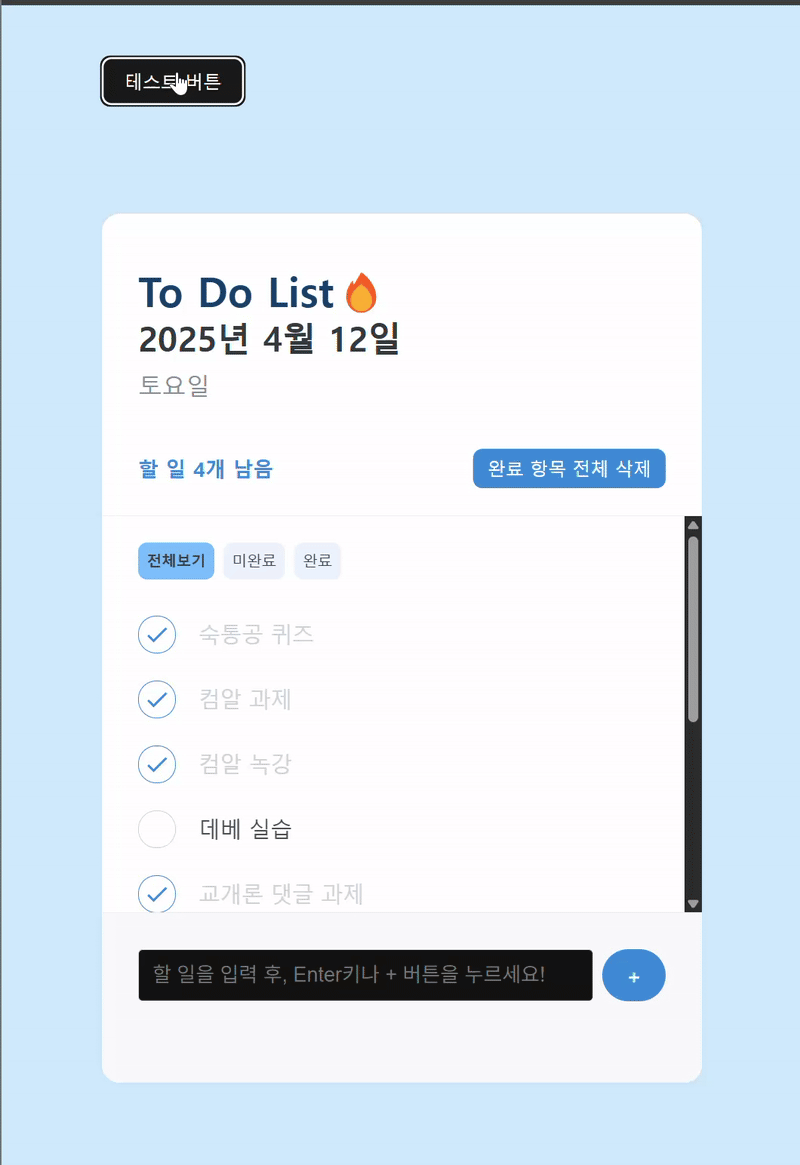 테스트 버튼
To Do List🔥
2025년 4월 12일
토요일
할 일 4개 남음
완료 항목 전체 삭제
전체보기 미완료 완료
숙통공 퀴즈
컴알 과제
컴알 녹강
데베 실습
교개론 댓글 과제
할 일을 입력 후, Enter키나 + 버튼을 누르세요!
+